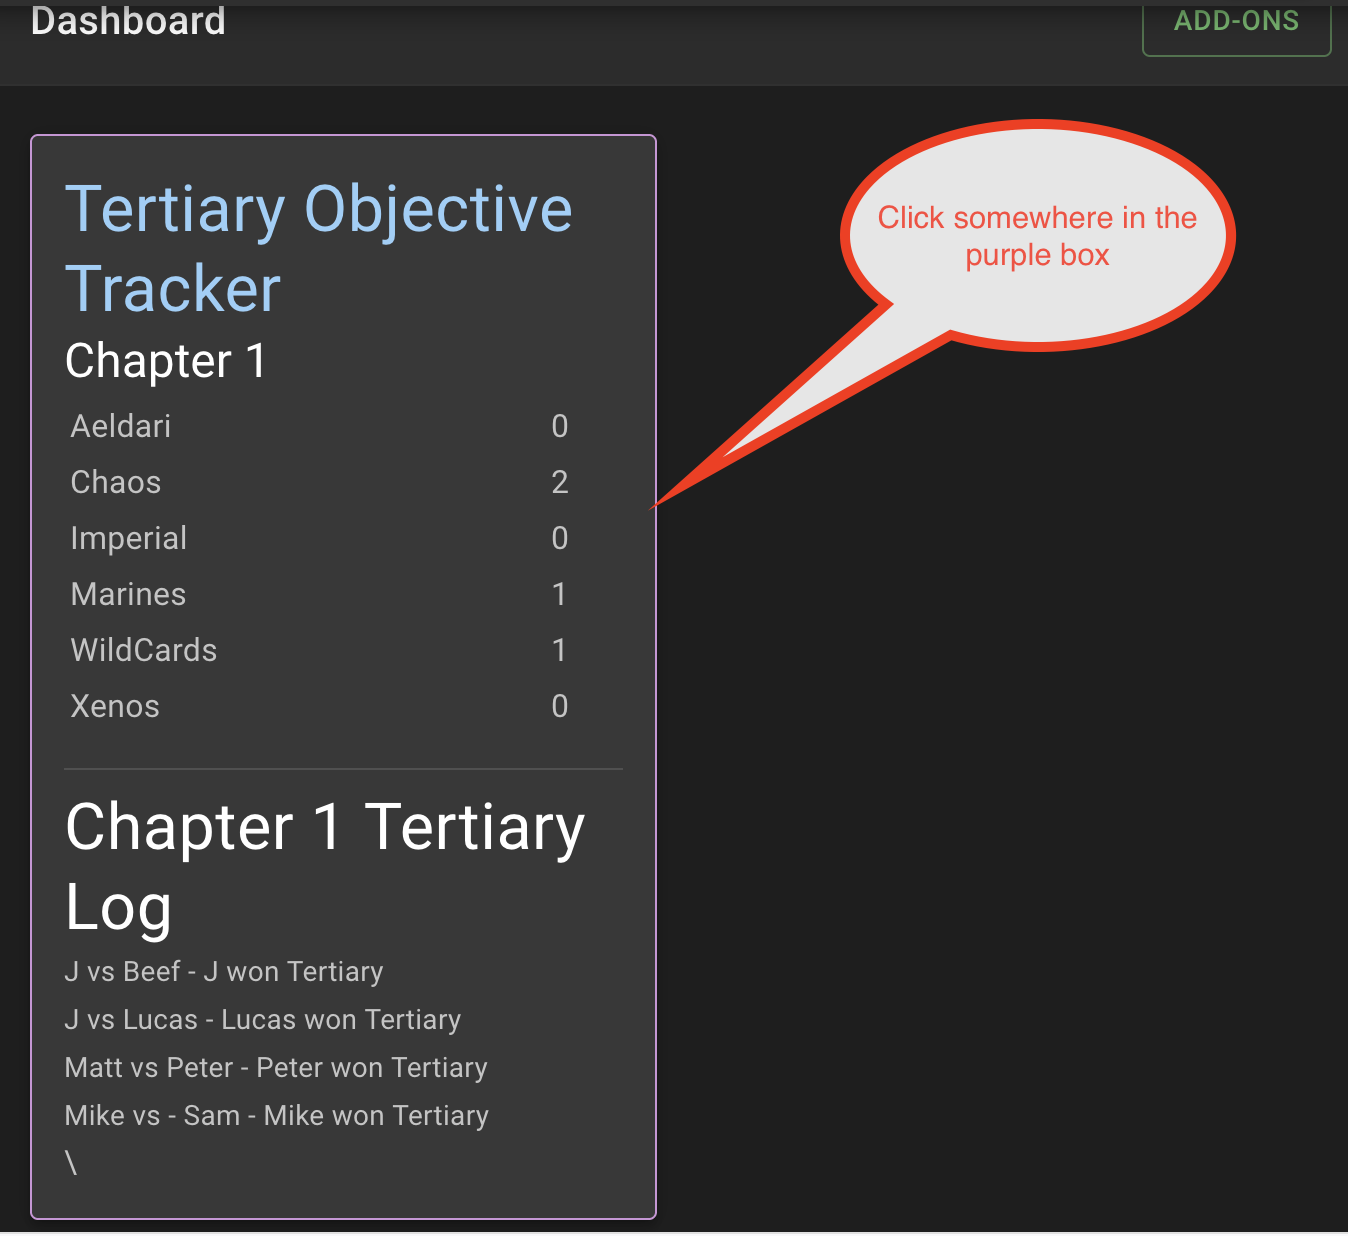 Dashboard
ADD-ONS
Click somewhere in the
purple box
Tertiary Objective
Tracker
Chapter 1
Aeldari 0
Chaos 2
Imperial 0
Marines 1
WildCards 1
Xenos 0
Chapter 1 Tertiary
Log
J vs Beef - J won Tertiary
J vs Lucas - Lucas won Tertiary
Matt vs Peter - Peter won Tertiary
Mike vs - Sam - Mike won Tertiary
\